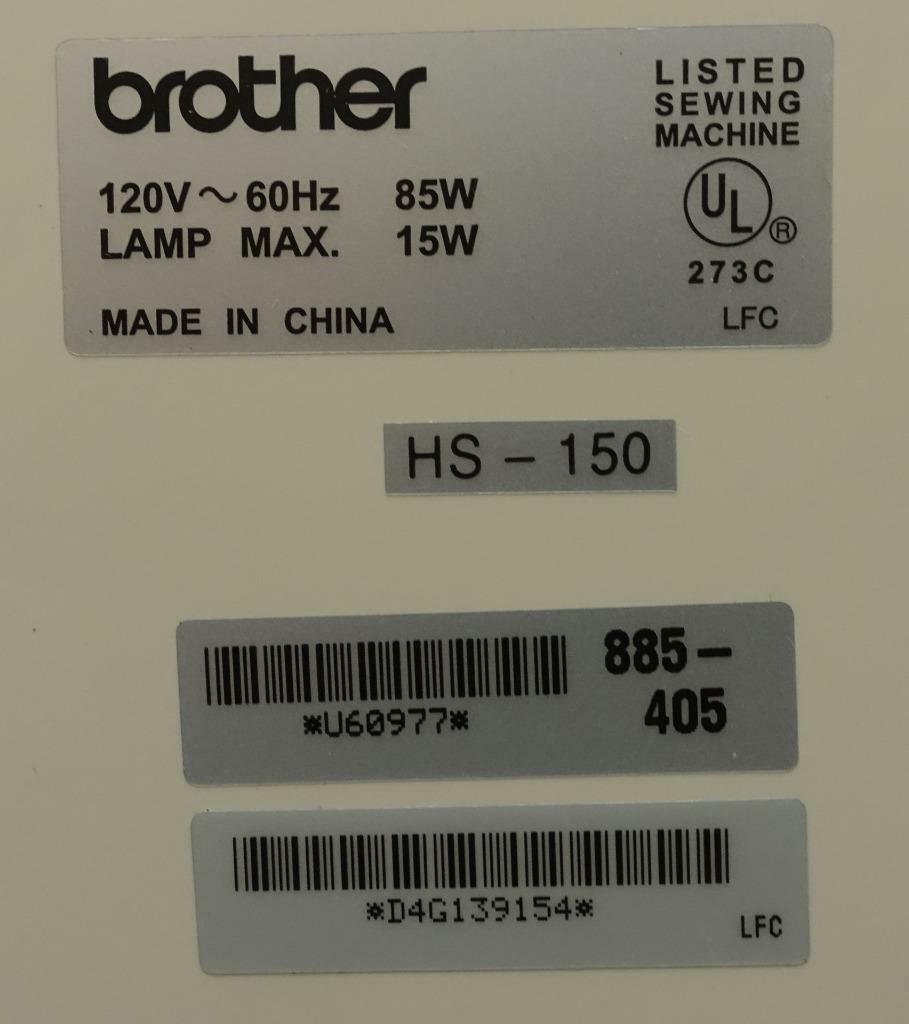 brother
LISTED
SEWING
MACHINE
120V～60Hz 85W
LAMP MAX. 15W
UL®
273C
MADE IN CHINA
LFC
HS – 150
885–
405
*U60977*
*D4G139154*
LFC